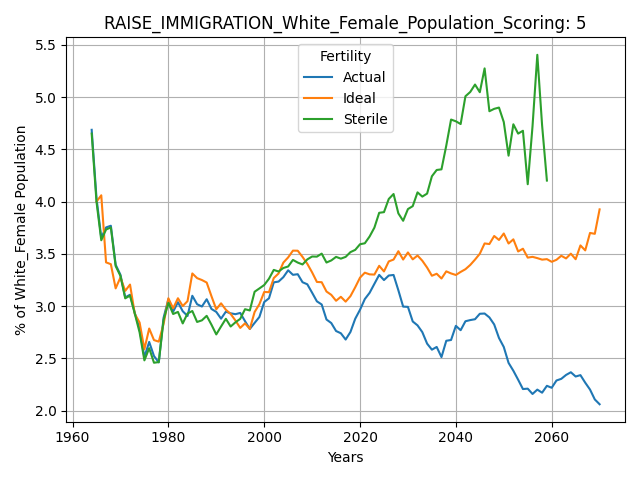 RAISE_IMMIGRATION_White_Female_Population_Scoring: 5
Fertility
Actual
Ideal
Sterile
% of White_Female Population
5.5
5.0
4.5
4.0
3.5
3.0
2.5
2.0
1960 1980 2000 2020 2040 2060
Years